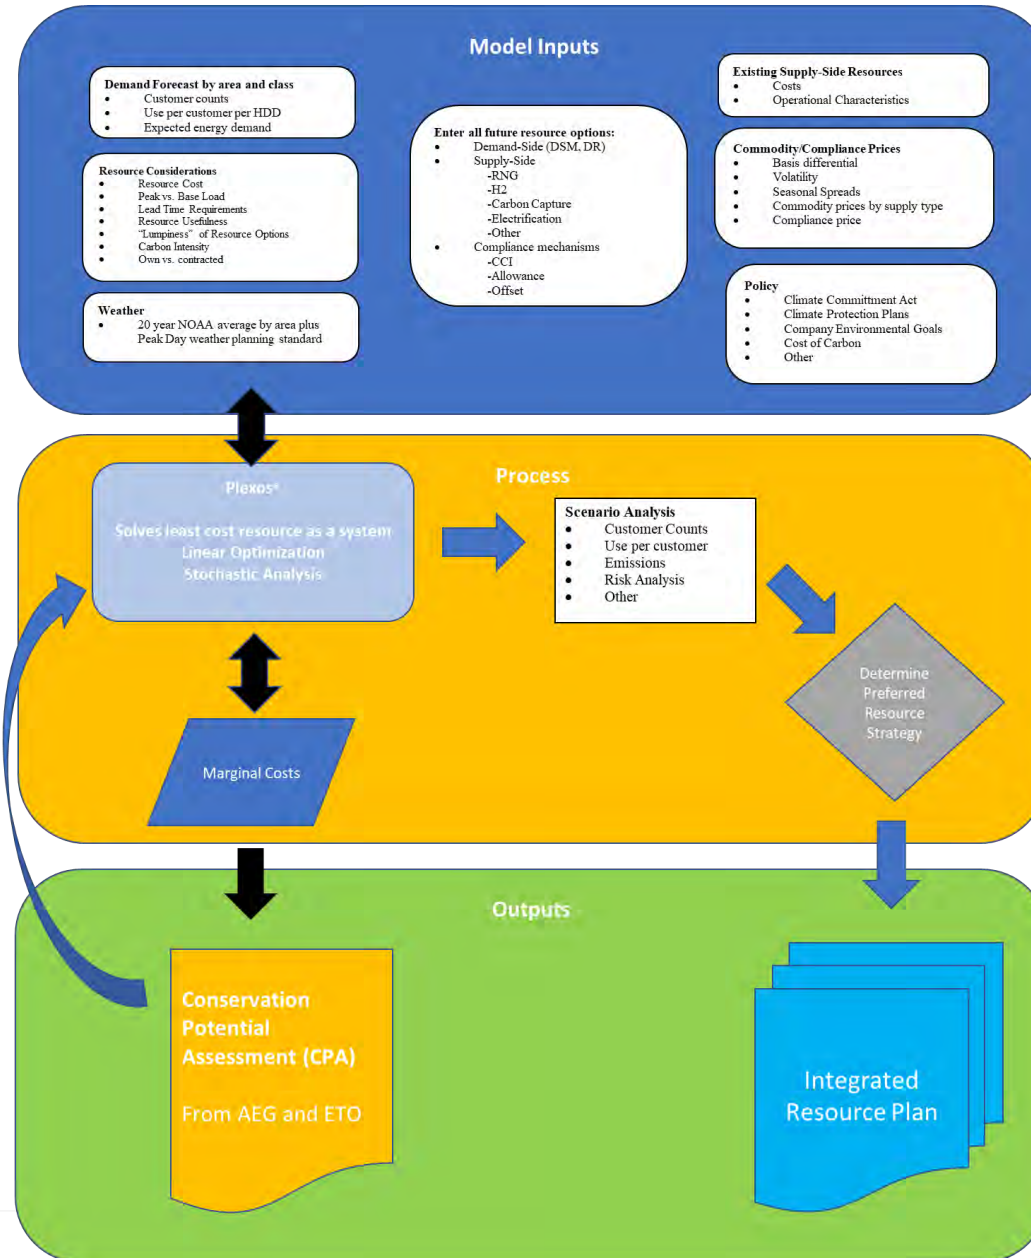 Model Inputs
Demand Forecast by area and class
• Customer counts
• Use per customer per HDD
• Expected energy demand
Resource Considerations
• Resource Cost
• Peak vs. Base Load
• Lead Time Requirements
• Resource Usefulness
• "Lumpiness" of Resource Options
• Carbon Intensity
• Own vs. contracted
Weather
• 20 year NOAA average by area plus
Peak Day weather planning standard
Enter all future resource options:
• Demand-Side (DSM, DR)
• Supply-Side
-RNG
-H2
-Carbon Capture
-Electrification
-Other
• Compliance mechanisms
-CCI
-Allowance
-Offset
Existing Supply-Side Resources
• Costs
• Operational Characteristics
Commodity/Compliance Prices
• Basis differential
• Volatility
• Seasonal Spreads
• Commodity prices by supply type
• Compliance price
Policy
• Climate Committment Act
• Climate Protection Plans
• Company Environmental Goals
• Cost of Carbon
• Other
Process
Plexos®
Solves least cost resource as a system
Linear Optimization
Stochastic Analysis
Scenario Analysis
• Customer Counts
• Use per customer
• Emissions
• Risk Analysis
• Other
Determine
Preferred
Resource
Strategy
Marginal Costs
Outputs
Conservation
Potential
Assessment (CPA)
From AEG and ETO
Integrated
Resource Plan